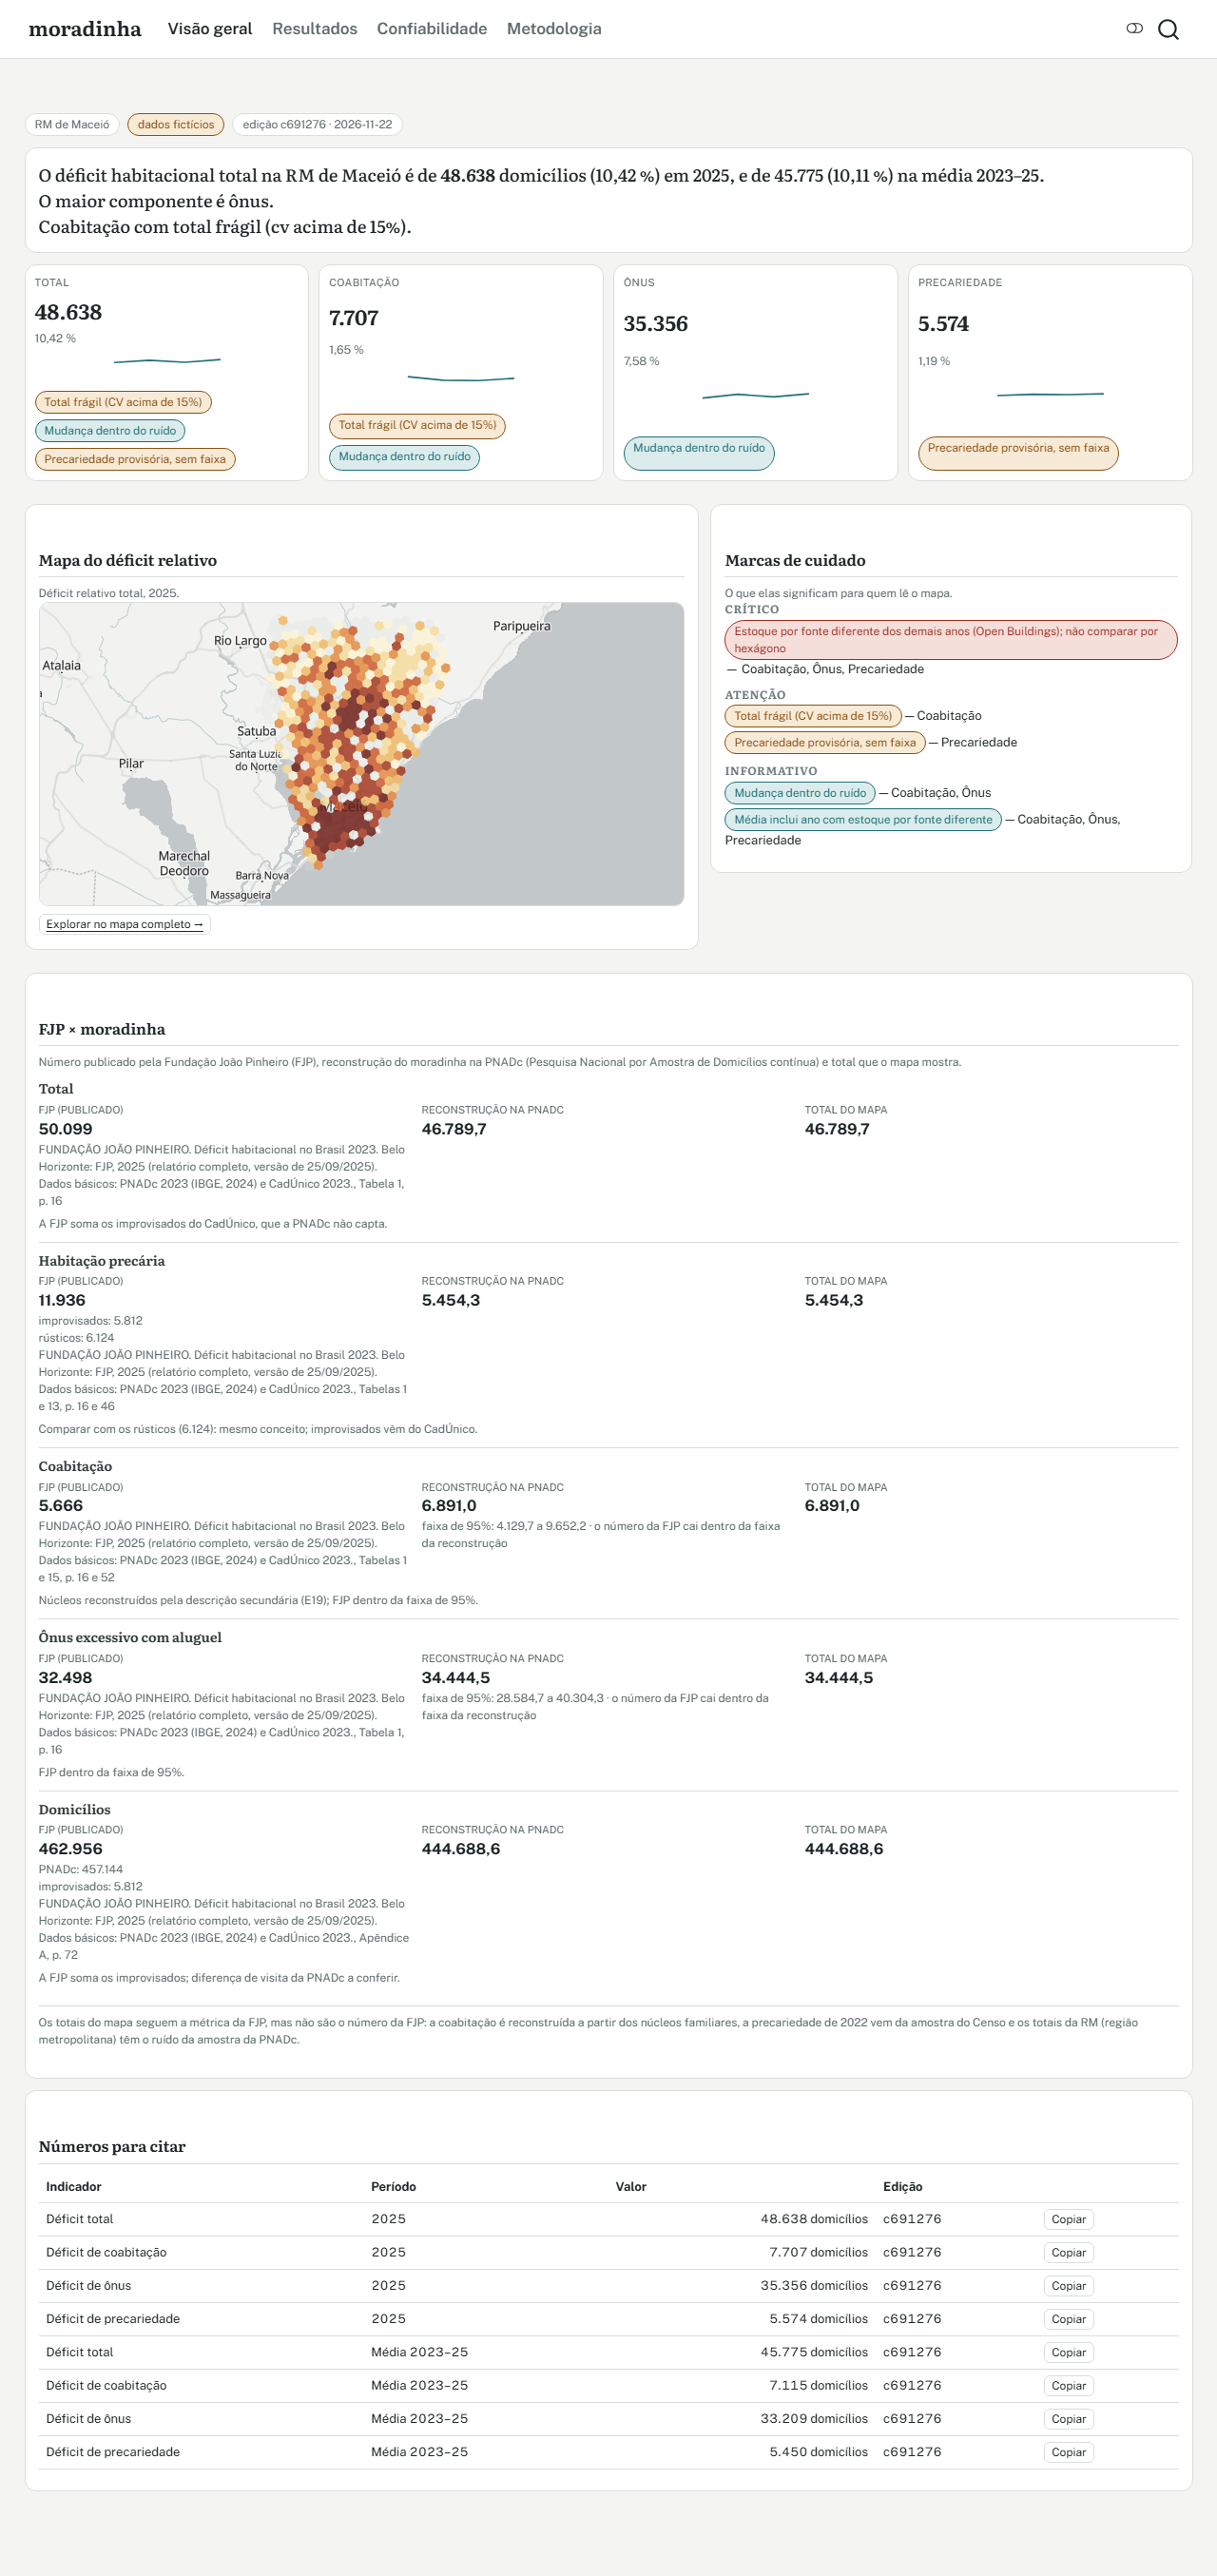 moradinha Visão geral Resultados Confiabilidade Metodologia
RM de Maceió dados fictícios edição c691276 · 2026-11-22
O déficit habitacional total na RM de Maceió é de 48.638 domicílios (10,42 %) em 2025, e de 45.775 (10,11 %) na média 2023–25.
O maior componente é ônus.
Coabitação com total frágil (cv acima de 15%).
TOTAL
48.638
10,42 %
Total frágil (CV acima de 15%)
Mudança dentro do ruído
Precariedade provisória, sem faixa
COABITAÇÃO
7.707
1,65 %
Total frágil (CV acima de 15%)
Mudança dentro do ruído
ÔNUS
35.356
7,58 %
Mudança dentro do ruído
PRECARIEDADE
5.574
1,19 %
Precariedade provisória, sem faixa
Mapa do déficit relativo
Déficit relativo total, 2025.
Paripueira
Rio Largo
Atalaia
Satuba
Santa Luzia
do Norte
Pilar
Maceió
Marechal
Deodoro
Barra Nova
Massagueira
Explorar no mapa completo →
Marcas de cuidado
O que elas significam para quem lê o mapa.
CRÍTICO
Estoque por fonte diferente dos demais anos (Open Buildings); não comparar por
hexágono
— Coabitação, Ônus, Precariedade
ATENÇÃO
Total frágil (CV acima de 15%) — Coabitação
Precariedade provisória, sem faixa — Precariedade
INFORMATIVO
Mudança dentro do ruído — Coabitação, Ônus
Média inclui ano com estoque por fonte diferente — Coabitação, Ônus,
Precariedade
FJP × moradinha
Número publicado pela Fundação João Pinheiro (FJP), reconstrução do moradinha na PNADc (Pesquisa Nacional por Amostra de Domicílios contínua) e total que o mapa mostra.
Total
FJP (PUBLICADO) RECONSTRUÇÃO NA PNADC TOTAL DO MAPA
50.099 46.789,7 46.789,7
FUNDAÇÃO JOÃO PINHEIRO. Déficit habitacional no Brasil 2023. Belo
Horizonte: FJP, 2025 (relatório completo, versão de 25/09/2025).
Dados básicos: PNADc 2023 (IBGE, 2024) e CadÚnico 2023., Tabela 1,
p. 16
A FJP soma os improvisados do CadÚnico, que a PNADc não capta.
Habitação precária
FJP (PUBLICADO) RECONSTRUÇÃO NA PNADC TOTAL DO MAPA
11.936 5.454,3 5.454,3
improvisados: 5.812
rústicos: 6.124
FUNDAÇÃO JOÃO PINHEIRO. Déficit habitacional no Brasil 2023. Belo
Horizonte: FJP, 2025 (relatório completo, versão de 25/09/2025).
Dados básicos: PNADc 2023 (IBGE, 2024) e CadÚnico 2023., Tabelas 1
e 13, p. 16 e 46
Comparar com os rústicos (6.124): mesmo conceito; improvisados vêm do CadÚnico.
Coabitação
FJP (PUBLICADO) RECONSTRUÇÃO NA PNADC TOTAL DO MAPA
5.666 6.891,0 6.891,0
FUNDAÇÃO JOÃO PINHEIRO. Déficit habitacional no Brasil 2023. Belo
Horizonte: FJP, 2025 (relatório completo, versão de 25/09/2025).
Dados básicos: PNADc 2023 (IBGE, 2024) e CadÚnico 2023., Tabelas 1
e 15, p. 16 e 52
faixa de 95%: 4.129,7 a 9.652,2 · o número da FJP cai dentro da faixa
da reconstrução
Núcleos reconstruídos pela descrição secundária (E19); FJP dentro da faixa de 95%.
Ônus excessivo com aluguel
FJP (PUBLICADO) RECONSTRUÇÃO NA PNADC TOTAL DO MAPA
32.498 34.444,5 34.444,5
FUNDAÇÃO JOÃO PINHEIRO. Déficit habitacional no Brasil 2023. Belo
Horizonte: FJP, 2025 (relatório completo, versão de 25/09/2025).
Dados básicos: PNADc 2023 (IBGE, 2024) e CadÚnico 2023., Tabela 1,
p. 16
faixa de 95%: 28.584,7 a 40.304,3 · o número da FJP cai dentro da
faixa da reconstrução
FJP dentro da faixa de 95%.
Domicílios
FJP (PUBLICADO) RECONSTRUÇÃO NA PNADC TOTAL DO MAPA
462.956 444.688,6 444.688,6
PNADc: 457.144
improvisados: 5.812
FUNDAÇÃO JOÃO PINHEIRO. Déficit habitacional no Brasil 2023. Belo
Horizonte: FJP, 2025 (relatório completo, versão de 25/09/2025).
Dados básicos: PNADc 2023 (IBGE, 2024) e CadÚnico 2023., Apêndice
A, p. 72
A FJP soma os improvisados; diferença de visita da PNADc a conferir.
Os totais do mapa seguem a métrica da FJP, mas não são o número da FJP: a coabitação é reconstruída a partir dos núcleos familiares, a precariedade de 2022 vem da amostra do Censo e os totais da RM (região
metropolitana) têm o ruído da amostra da PNADc.
Números para citar
Indicador Período Valor Edição
Déficit total 2025 48.638 domicílios c691276 Copiar
Déficit de coabitação 2025 7.707 domicílios c691276 Copiar
Déficit de ônus 2025 35.356 domicílios c691276 Copiar
Déficit de precariedade 2025 5.574 domicílios c691276 Copiar
Déficit total Média 2023–25 45.775 domicílios c691276 Copiar
Déficit de coabitação Média 2023–25 7.115 domicílios c691276 Copiar
Déficit de ônus Média 2023–25 33.209 domicílios c691276 Copiar
Déficit de precariedade Média 2023–25 5.450 domicílios c691276 Copiar